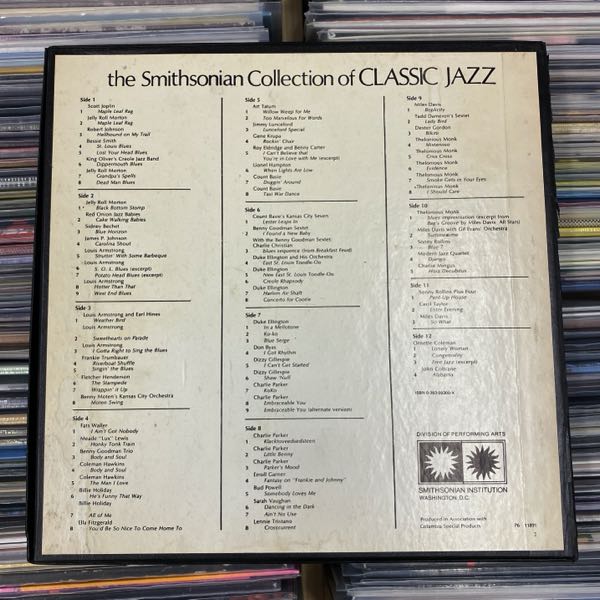 the Smithsonian Collection of CLASSIC JAZZ
Side 1
Scott Joplin
1 Maple Leaf Rag
Jelly Roll Morton
2 Maple Leaf Rag
Robert Johnson
3 Hellhound on My Trail
Bessie Smith
4 St. Louis Blues
5 Lost Your Head Blues
King Oliver's Creole Jazz Band
6 Dippermouth Blues
Jelly Roll Morton
7 Grandpa's Spells
8 Dead Man Blues
Side 2
Jelly Roll Morton
1 Black Bottom Stomp
Red Onion Jazz Babies
2 Cake Walking Babies
Sidney Bechet
3 Blue Horizon
James P. Johnson
4 Carolina Shout
Louis Armstrong
5 Struttin' With Some Barbeque
Louis Armstrong
6 S. O. L. Blues (excerpt)
7 Potato Head Blues (excerpt)
Louis Armstrong
8 Hotter Than That
9 West End Blues
Side 3
Louis Armstrong and Earl Hines
1 Weather Bird
Louis Armstrong
2 Sweethearts on Parade
Louis Armstrong
3 I Gotta Right to Sing the Blues
Frankie Trumbauer
4 Riverboat Shuffle
5 Singin' the Blues
Fletcher Henderson
6 The Stampede
7 Wrappin' it Up
Benny Moten's Kansas City Orchestra
8 Moten Swing
Side 4
Fats Waller
1 I Ain't Got Nobody
Meade "Lux" Lewis
2 Honky Tonk Train
Benny Goodman Trio
3 Body and Soul
Coleman Hawkins
4 Body and Soul
Coleman Hawkins
5 The Man I Love
Billie Holiday
6 He's Funny That Way
Billie Holiday
7 All of Me
Ella Fitzgerald
8 You'd Be So Nice To Come Home To
Side 5
Art Tatum
1 Willow Weep for Me
2 Too Marvelous For Words
Jimmy Lunceford
3 Lunceford Special
Gene Krupa
4 Rockin' Chair
Roy Eldridge and Benny Carter
5 I Can't Believe that
You're in Love with Me (excerpt)
Lionel Hampton
6 When Lights Are Low
Count Basie
7 Doggin' Around
Count Basie
8 Taxi War Dance
Side 6
Count Basie's Kansas City Seven
1 Lester Leaps In
Benny Goodman Sextet
2 I Found a New Baby
With the Benny Goodman Sextet:
Charlie Christian
3 Blues sequence (from Breakfast Feud)
Duke Ellington and His Orchestra
4 East St. Louis Toodle-Oo
Duke Ellington
5 New East St. Louis Toodle-Oo
6 Creole Rhapsody
Duke Ellington
7 Harlem Air Shaft
8 Concerto for Cootie
Side 7
Duke Ellington
1 In a Mellotone
2 Ko-ko
3 Blue Serge
Don Byas
4 I Got Rhythm
Dizzy Gillespie
5 I Can't Get Started
Dizzy Gillespie
6 Shaw 'Nuff
Charlie Parker
7 KoKo
Charlie Parker
8 Embraceable You
9 Embraceable You (alternate version)
Side 8
Charlie Parker
1 Klacktoveedsedsteen
Charlie Parker
2 Little Benny
Charlie Parker
3 Parker's Mood
Erroll Garner
4 Fantasy on "Frankie and Johnny"
Bud Powell
5 Somebody Loves Me
Sarah Vaughan
6 Dancing in the Dark
7 Ain't No Use
Lennie Tristano
8 Crosscurrent
Side 9
Miles Davis
1 Boplicity
Tadd Dameron's Sextet
2 Lady Bird
Dexter Gordon
3 Bikini
Thelonious Monk
4 Misterioso
Thelonious Monk
5 Criss Cross
Thelonious Monk
6 Evidence
Thelonious Monk
7 Smoke Gets in Your Eyes
Thelonious Monk
8 I Should Care
Side 10
Thelonious Monk
1 Blues improvisation (excerpt from
Bag's Groove by Miles Davis All Stars)
Miles Davis with Gil Evans' Orchestra
2 Summertime
Sonny Rollins
3 Blue 7
Modern Jazz Quartet
4 Django
Charlie Mingus
5 Hora Decubitus
Side 11
Sonny Rollins Plus Four
1 Pent-Up House
Cecil Taylor
2 Enter Evening
Miles Davis
3 So What
Side 12
Ornette Coleman
1 Lonely Woman
2 Congeniality
3 Free Jazz (excerpt)
John Coltrane
4 Alabama
DIVISION OF PERFORMING ARTS
SMITHSONIAN INSTITUTION
WASHINGTON, D.C.
Produced in Association with
Columbia Special Products
P6 11891